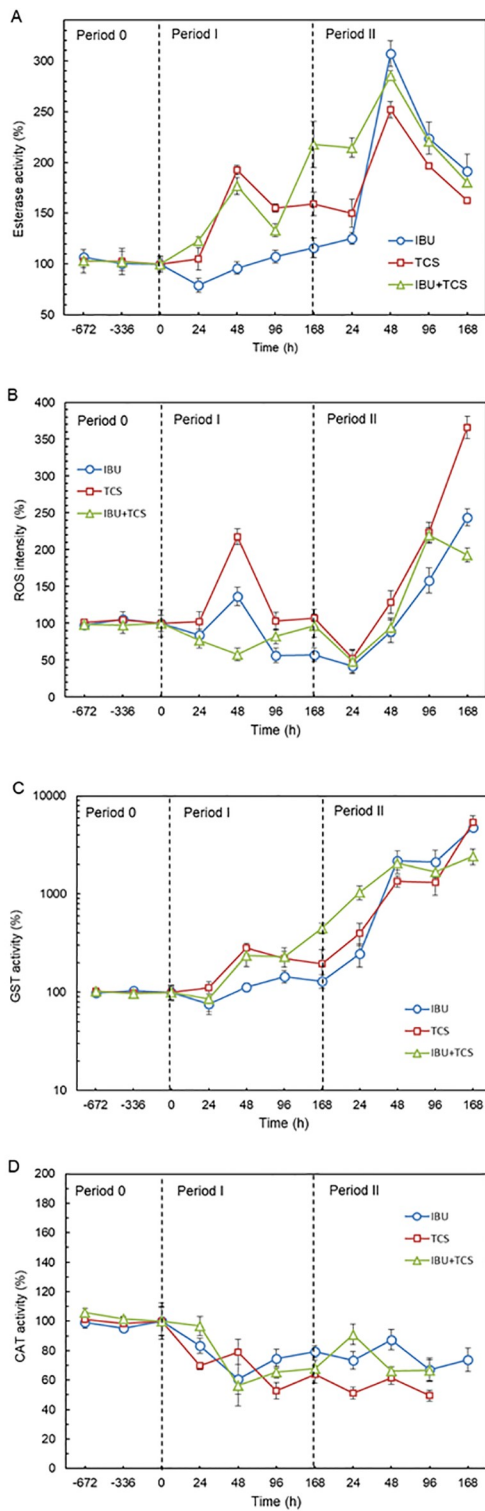 A
Period 0
Period I
Period II
Esterase activity (%)
300
250
200
150
100
50
IBU
TCS
IBU+TCS
-672 -336 0 24 48 96 168 24 48 96 168
Time (h)
B
Period 0
Period I
Period II
ROS intensity (%)
400
350
300
250
200
150
100
50
0
IBU
TCS
IBU+TCS
-672 -336 0 24 48 96 168 24 48 96 168
Time (h)
C
Period 0
Period I
Period II
GST activity (%)
10000
1000
100
10
IBU
TCS
IBU+TCS
-672 -336 0 24 48 96 168 24 48 96 168
Time (h)
D
Period 0
Period I
Period II
CAT activity (%)
200
180
160
140
120
100
80
60
40
20
0
IBU
TCS
IBU+TCS
-672 -336 0 24 48 96 168 24 48 96 168
Time (h)